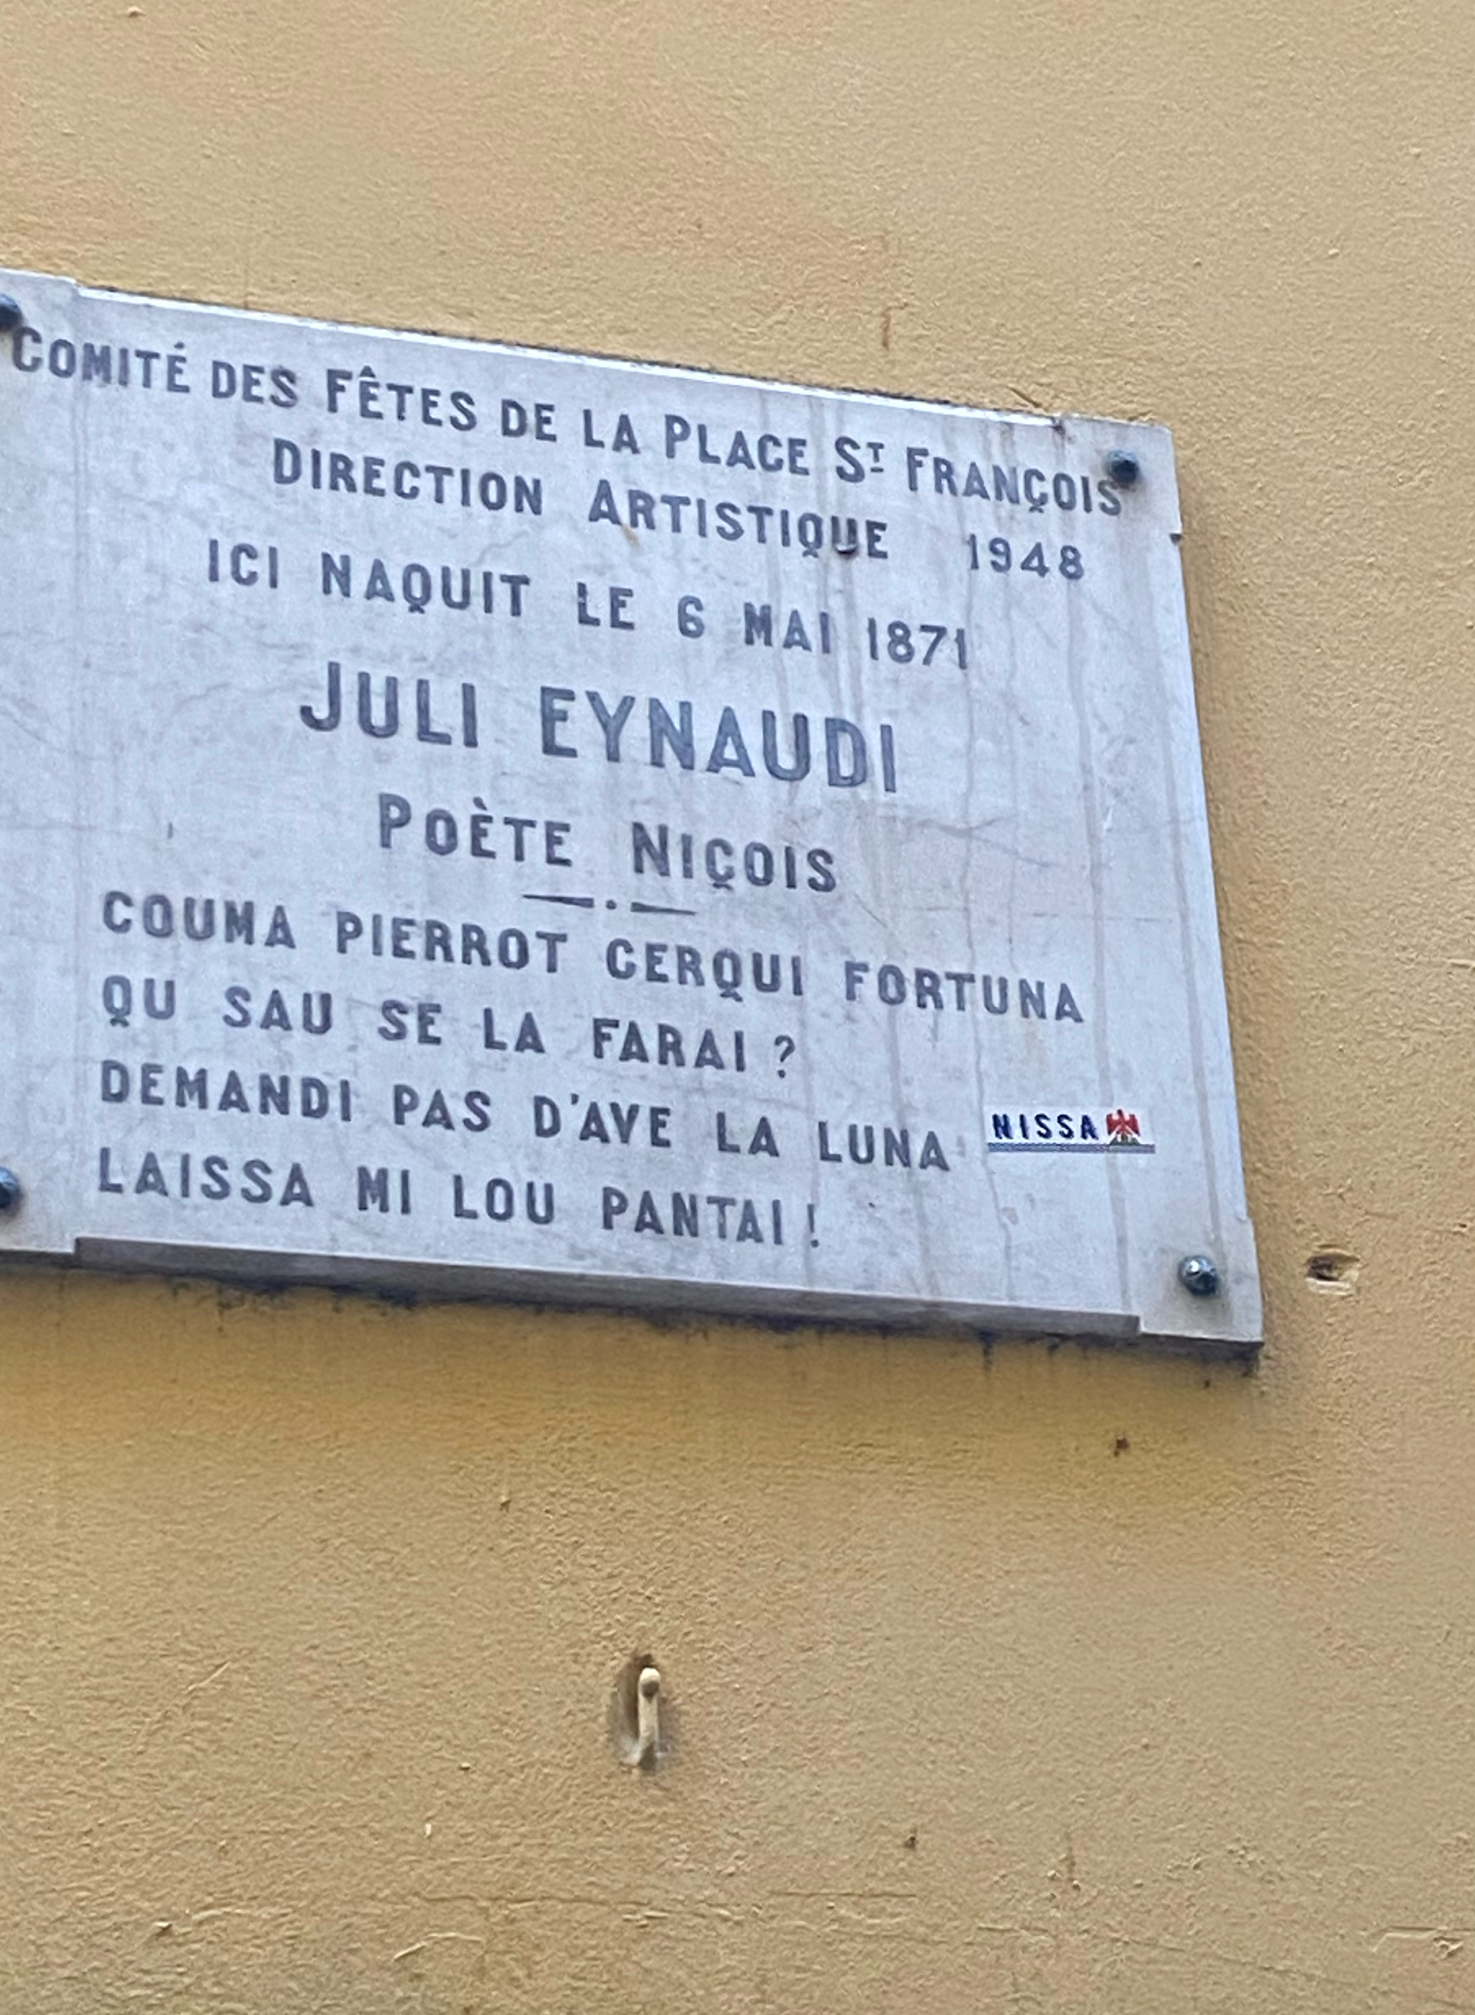 COMITÉ DES FÊTES DE LA PLACE ST FRANÇOIS
DIRECTION ARTISTIQUE 1948
ICI NAQUIT LE 6 MAI 1871
JULI EYNAUDI
POÈTE NIÇOIS
COUMA PIERROT CERQUI FORTUNA
QU SAU SE LA FARAI ?
DEMANDI PAS D'AVE LA LUNA
LAISSA MI LOU PANTAI !
NISSA